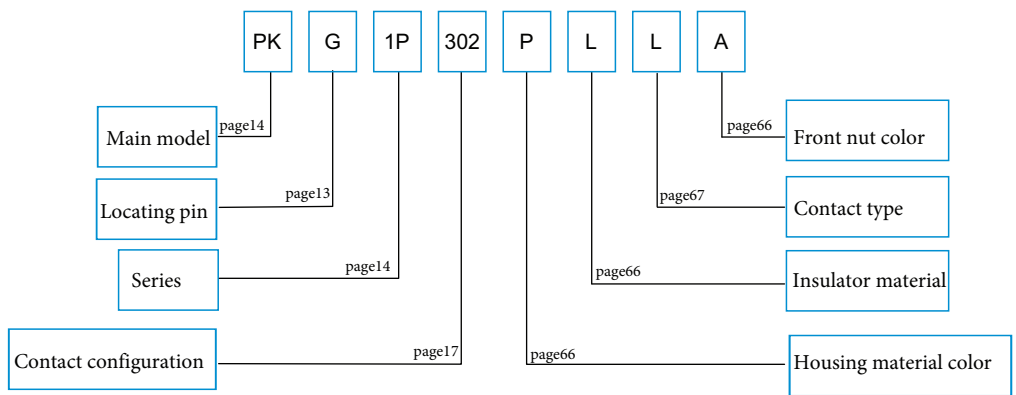 PK G 1P 302 P L L A
Main model page14 page66 Front nut color
Locating pin page13 page67 Contact type
Series page14 page66 Insulator material
Contact configuration page17 page66 Housing material color